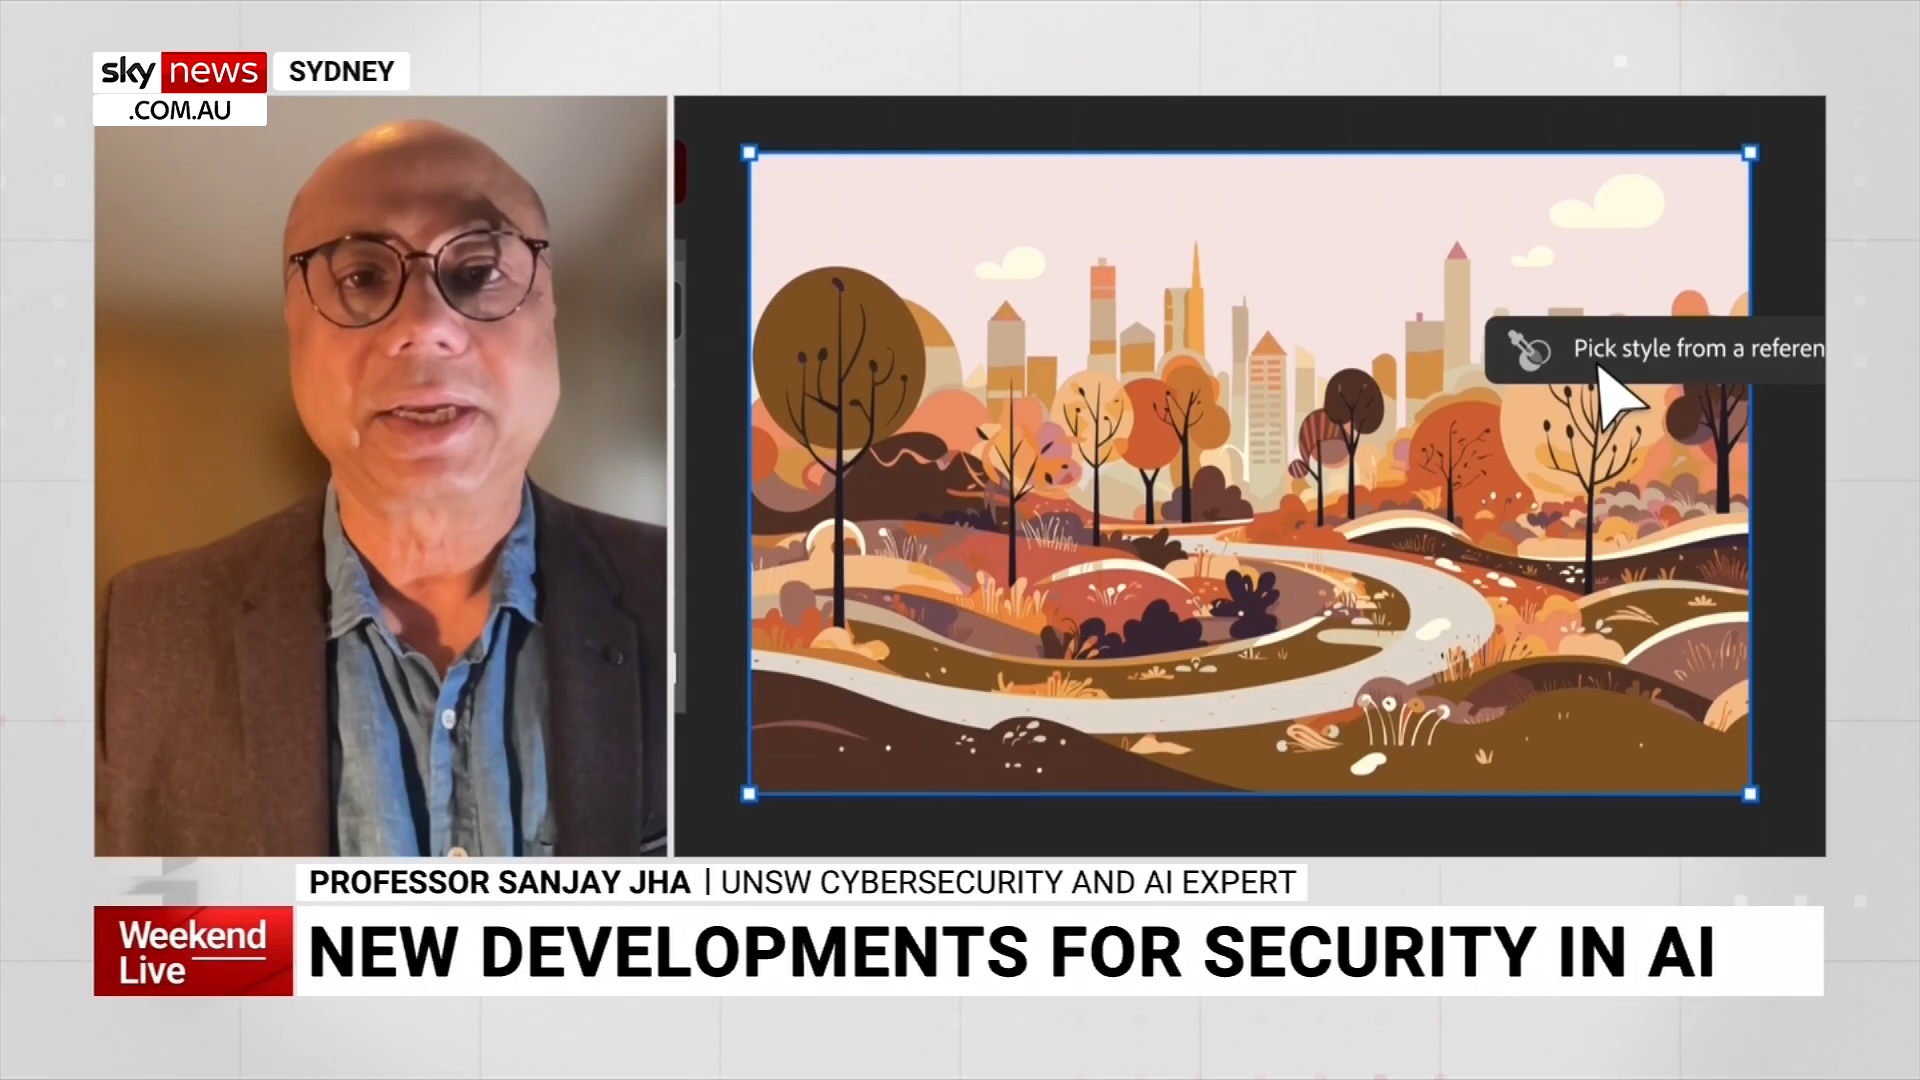 sky news
SYDNEY
.COM.AU
Pick style from a referen
PROFESSOR SANJAY JHA | UNSW CYBERSECURITY AND AI EXPERT
Weekend
Live
NEW DEVELOPMENTS FOR SECURITY IN AI